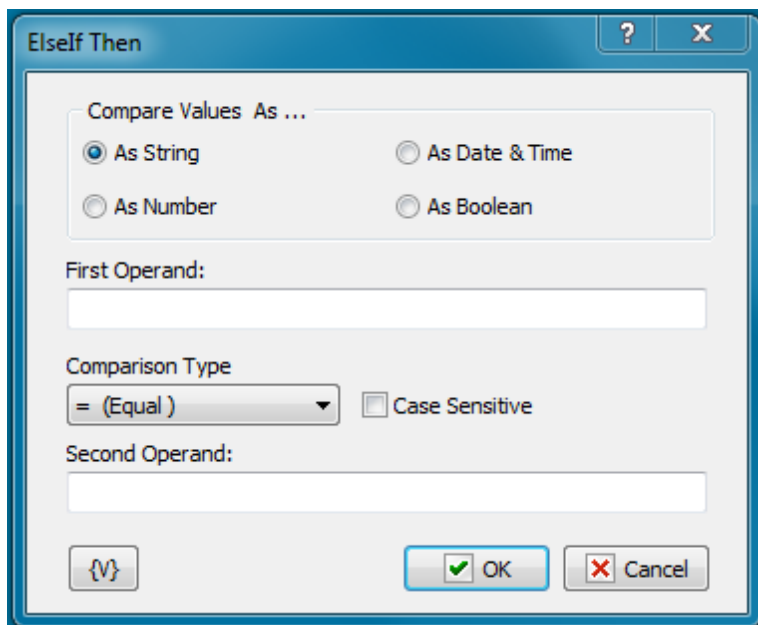 ElseIf Then
? X
Compare Values As ...
As String
As Date & Time
As Number
As Boolean
First Operand:
Comparison Type
= (Equal )
Case Sensitive
Second Operand:
{V}
OK
Cancel